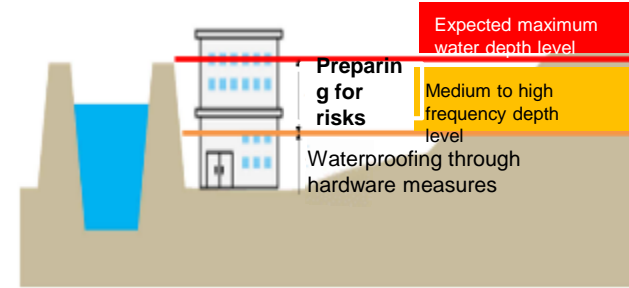 Expected maximum
water depth level
Preparin
g for
risks
Medium to high
frequency depth
level
Waterproofing through
hardware measures